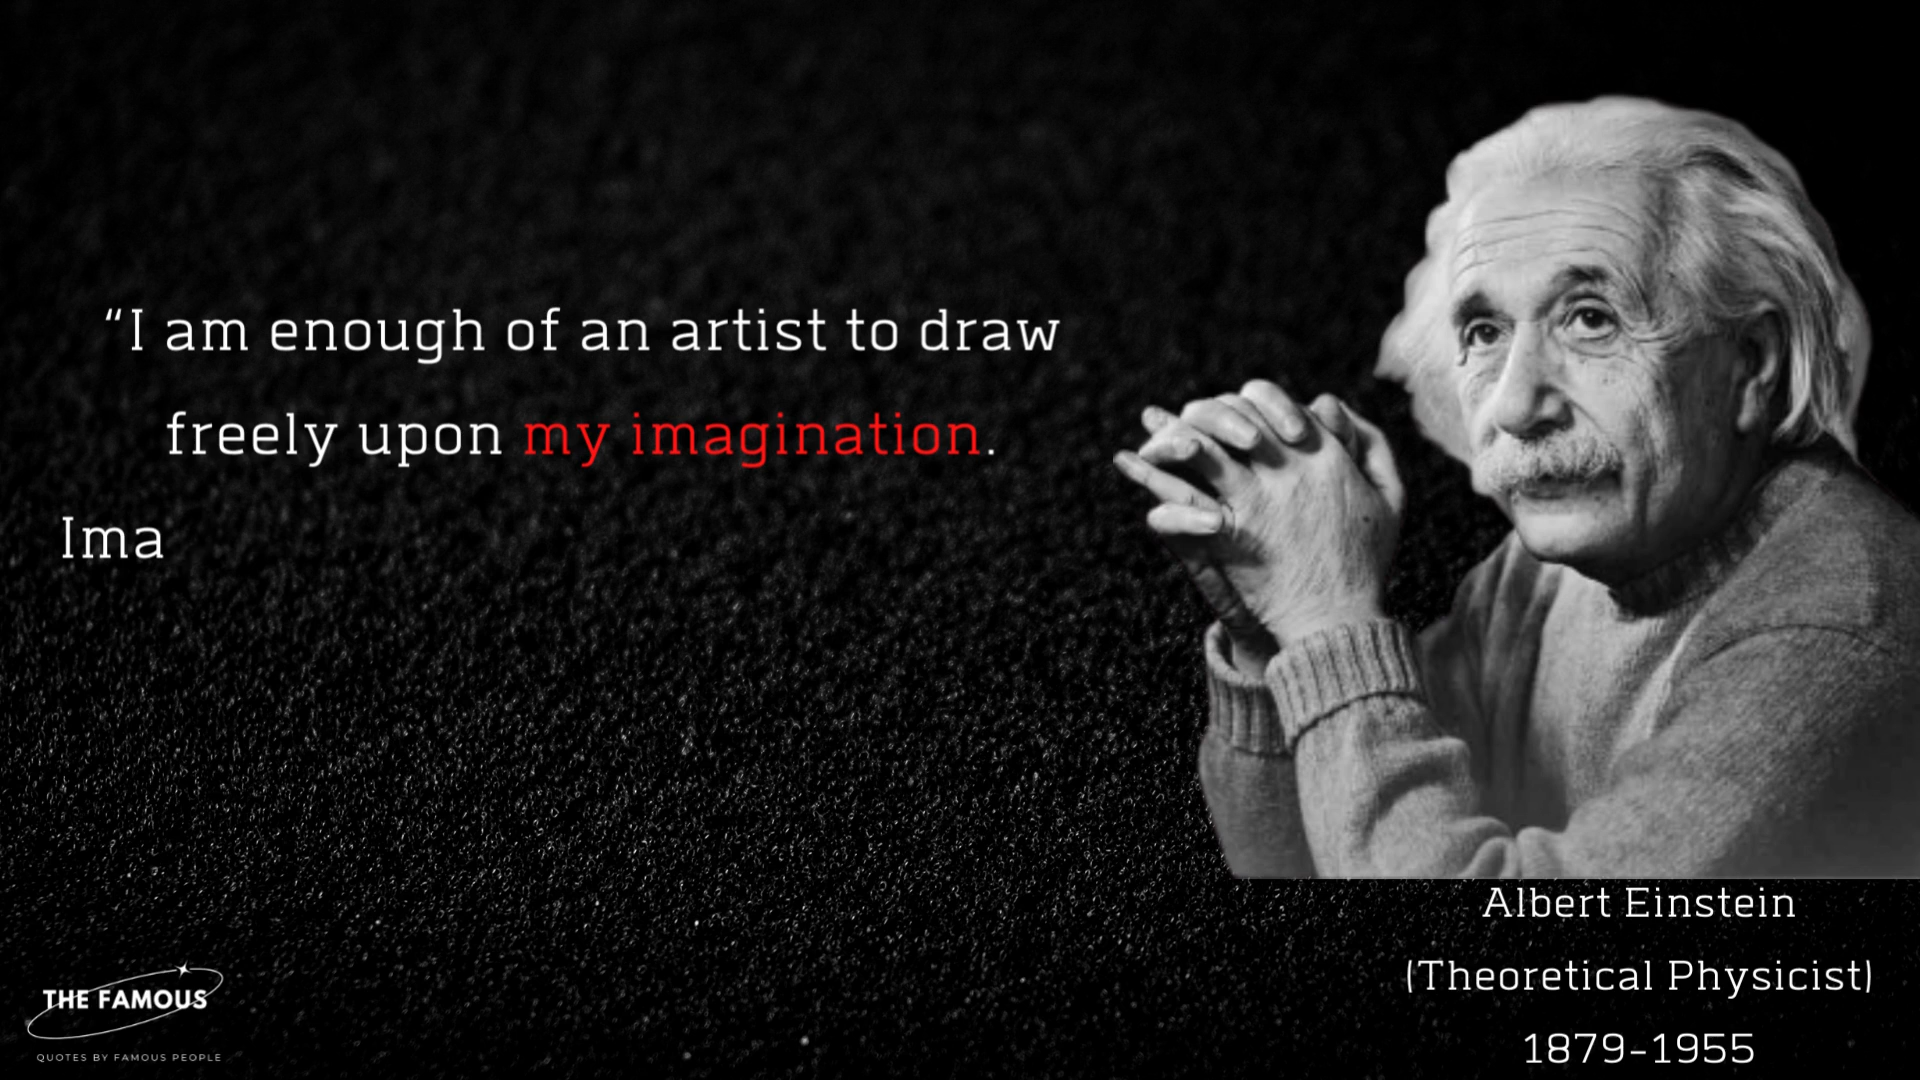 “I am enough of an artist to draw
freely upon my imagination.
Ima
Albert Einstein
(Theoretical Physicist)
1879-1955
THE FAMOUS
QUOTES BY FAMOUS PEOPLE